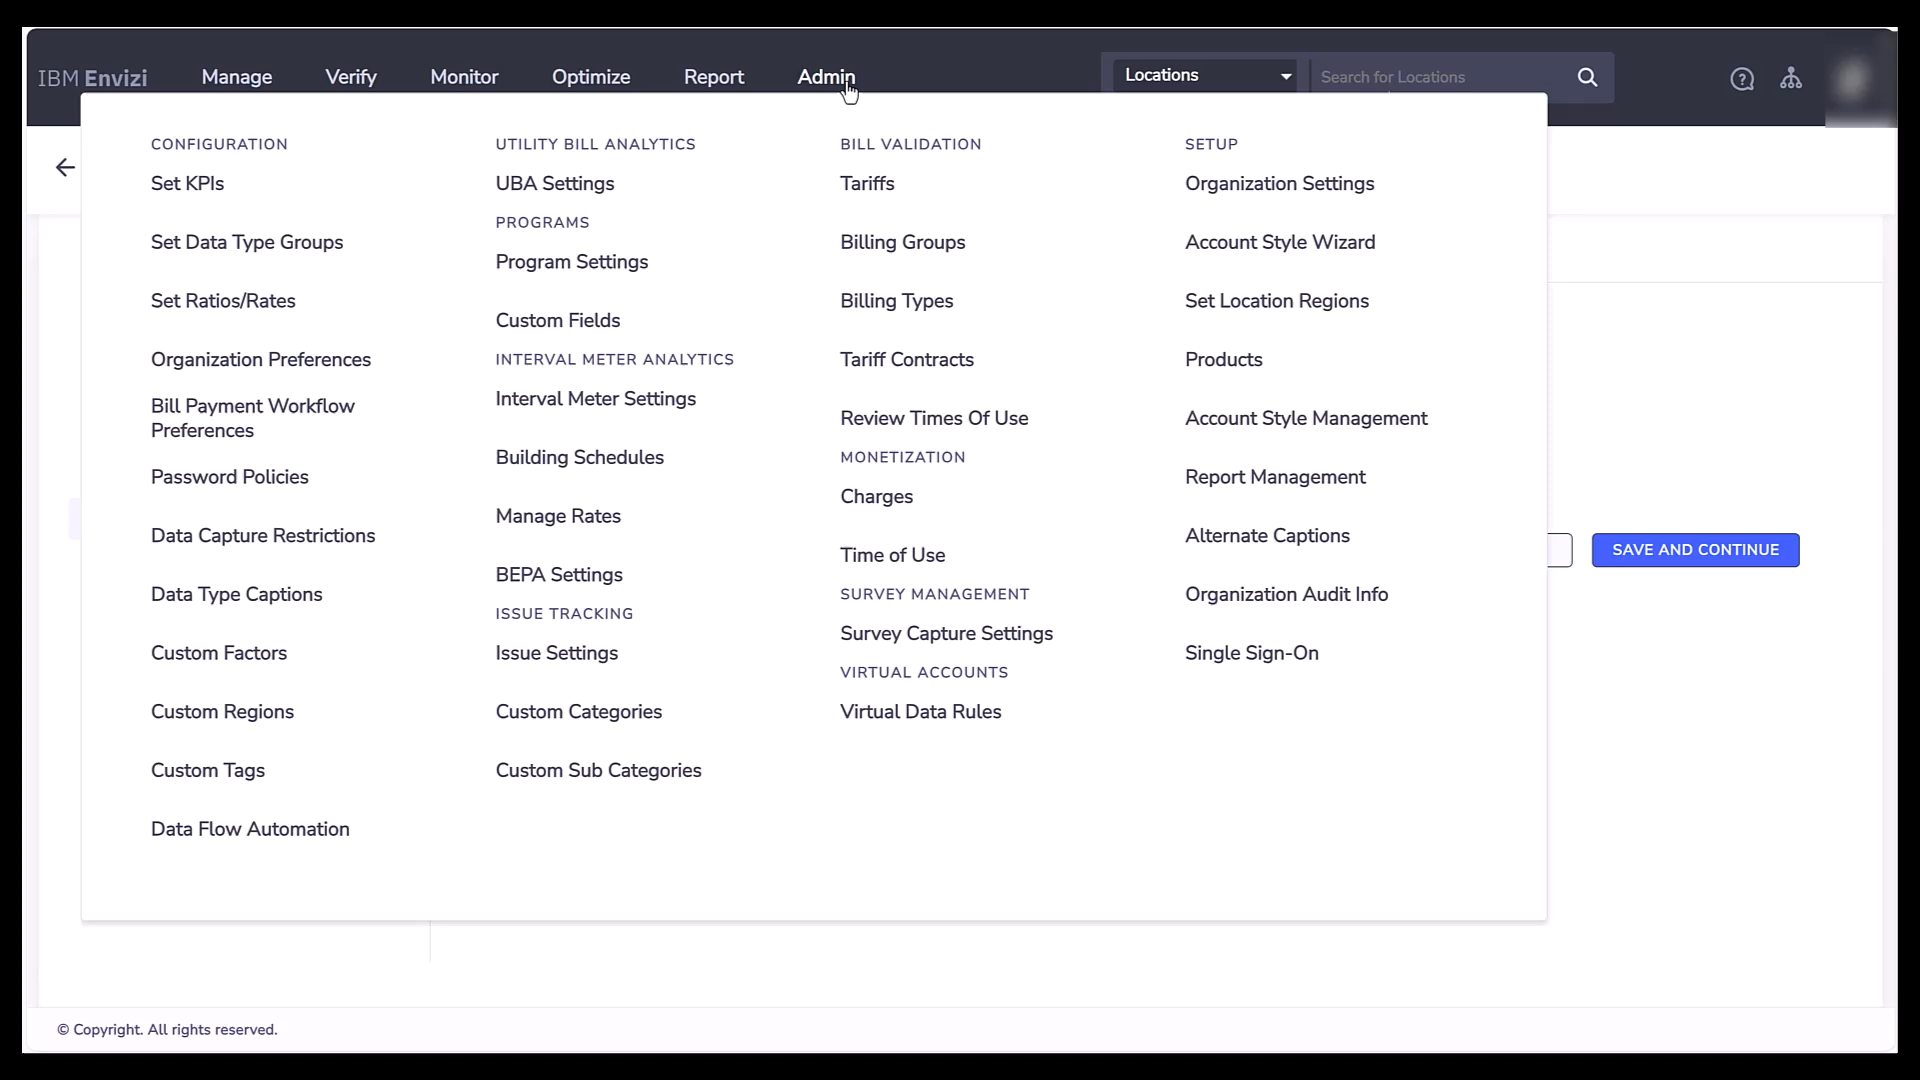 IBM Envizi
Manage
Verify
Monitor
Optimize
Report
Admin
Locations
Search for Locations
CONFIGURATION
Set KPIs
Set Data Type Groups
Set Ratios/Rates
Organization Preferences
Bill Payment Workflow
Preferences
Password Policies
Data Capture Restrictions
Data Type Captions
Custom Factors
Custom Regions
Custom Tags
Data Flow Automation
UTILITY BILL ANALYTICS
UBA Settings
PROGRAMS
Program Settings
Custom Fields
INTERVAL METER ANALYTICS
Interval Meter Settings
Building Schedules
Manage Rates
BEPA Settings
ISSUE TRACKING
Issue Settings
Custom Categories
Custom Sub Categories
BILL VALIDATION
Tariffs
Billing Groups
Billing Types
Tariff Contracts
Review Times Of Use
MONETIZATION
Charges
Time of Use
SURVEY MANAGEMENT
Survey Capture Settings
VIRTUAL ACCOUNTS
Virtual Data Rules
SETUP
Organization Settings
Account Style Wizard
Set Location Regions
Products
Account Style Management
Report Management
Alternate Captions
Organization Audit Info
Single Sign-On
SAVE AND CONTINUE
© Copyright. All rights reserved.